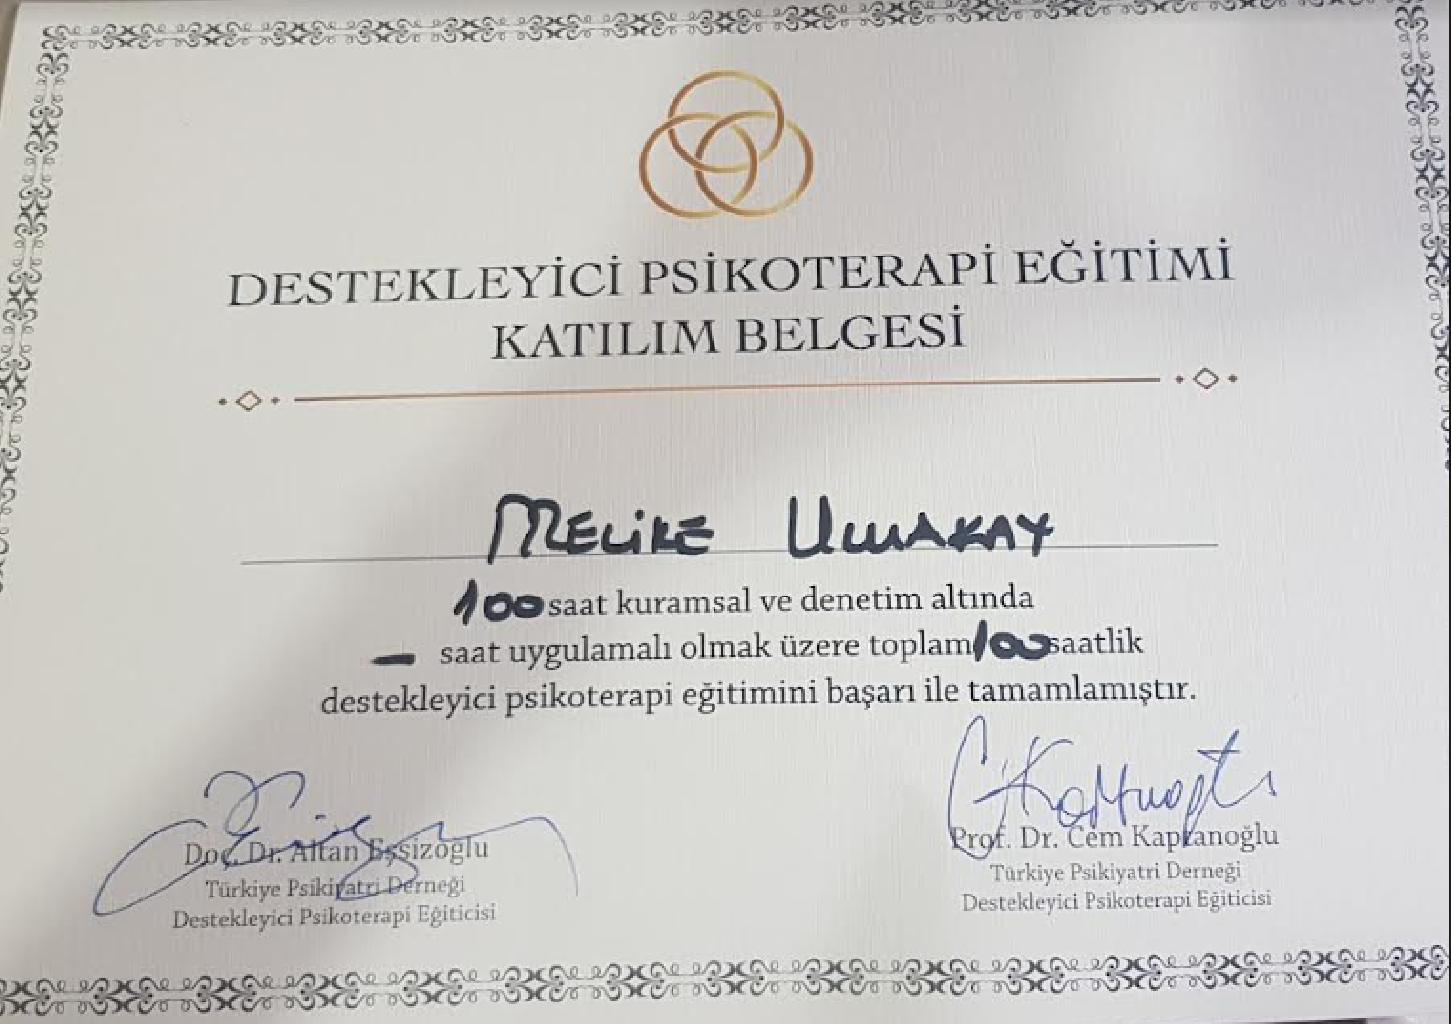 DESTEKLEYİCİ PSİKOTERAPİ EĞİTİMİ
KATILIM BELGESİ
MELİKE
100 saat kuramsal ve denetim altında
— saat uygulamalı olmak üzere toplam 100 saatlik
destekleyici psikoterapi eğitimini başarı ile tamamlamıştır.
Doç. Dr. Altan Eşsizoğlu
Türkiye Psikiyatri Derneği
Destekleyici Psikoterapi Eğiticisi
Prof. Dr. Cem Kaptanoğlu
Türkiye Psikiyatri Derneği
Destekleyici Psikoterapi Eğiticisi